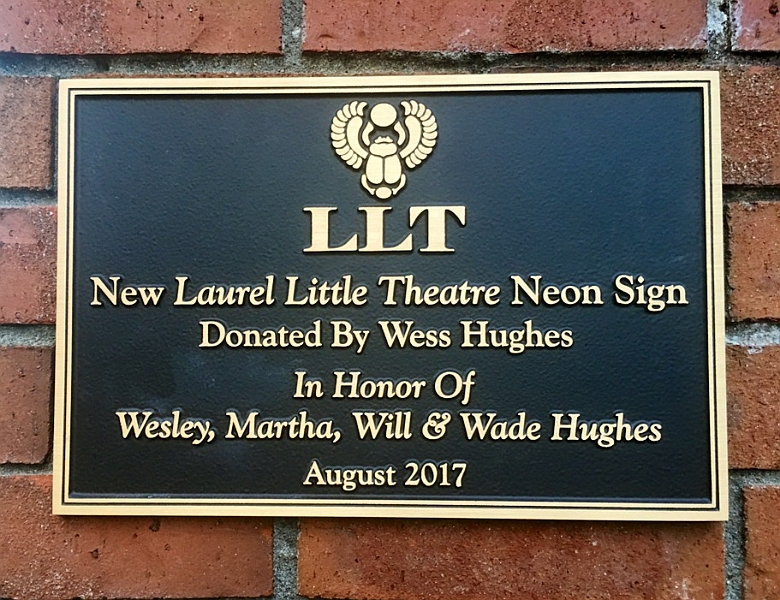 LLT
New Laurel Little Theatre Neon Sign
Donated By Wess Hughes
In Honor Of
Wesley, Martha, Will & Wade Hughes
August 2017